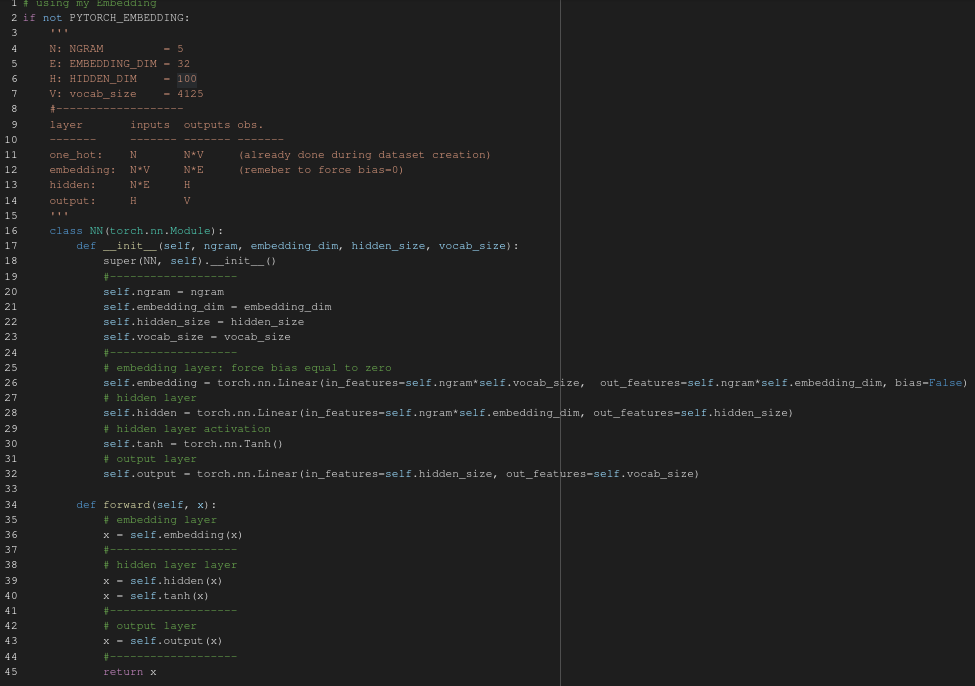 1 # using my Embedding
2 if not PYTORCH_EMBEDDING:
3     '''
4     N: NGRAM         = 5
5     E: EMBEDDING_DIM = 32
6     H: HIDDEN_DIM    = 100
7     V: vocab_size    = 4125
8     #-------------------
9     layer       inputs  outputs obs.
10     -------     ------- ------- -------
11     one_hot:    N       N*V     (already done during dataset creation)
12     embedding:  N*V     N*E     (remeber to force bias=0)
13     hidden:     N*E     H
14     output:     H       V
15     '''
16     class NN(torch.nn.Module):
17         def __init__(self, ngram, embedding_dim, hidden_size, vocab_size):
18             super(NN, self).__init__()
19             #-------------------
20             self.ngram = ngram
21             self.embedding_dim = embedding_dim
22             self.hidden_size = hidden_size
23             self.vocab_size = vocab_size
24             #-------------------
25             # embedding layer: force bias equal to zero
26             self.embedding = torch.nn.Linear(in_features=self.ngram*self.vocab_size,  out_features=self.ngram*self.embedding_dim, bias=False)
27             # hidden layer
28             self.hidden = torch.nn.Linear(in_features=self.ngram*self.embedding_dim, out_features=self.hidden_size)
29             # hidden layer activation
30             self.tanh = torch.nn.Tanh()
31             # output layer
32             self.output = torch.nn.Linear(in_features=self.hidden_size, out_features=self.vocab_size)
33
34         def forward(self, x):
35             # embedding layer
36             x = self.embedding(x)
37             #-------------------
38             # hidden layer layer
39             x = self.hidden(x)
40             x = self.tanh(x)
41             #-------------------
42             # output layer
43             x = self.output(x)
44             #-------------------
45             return x